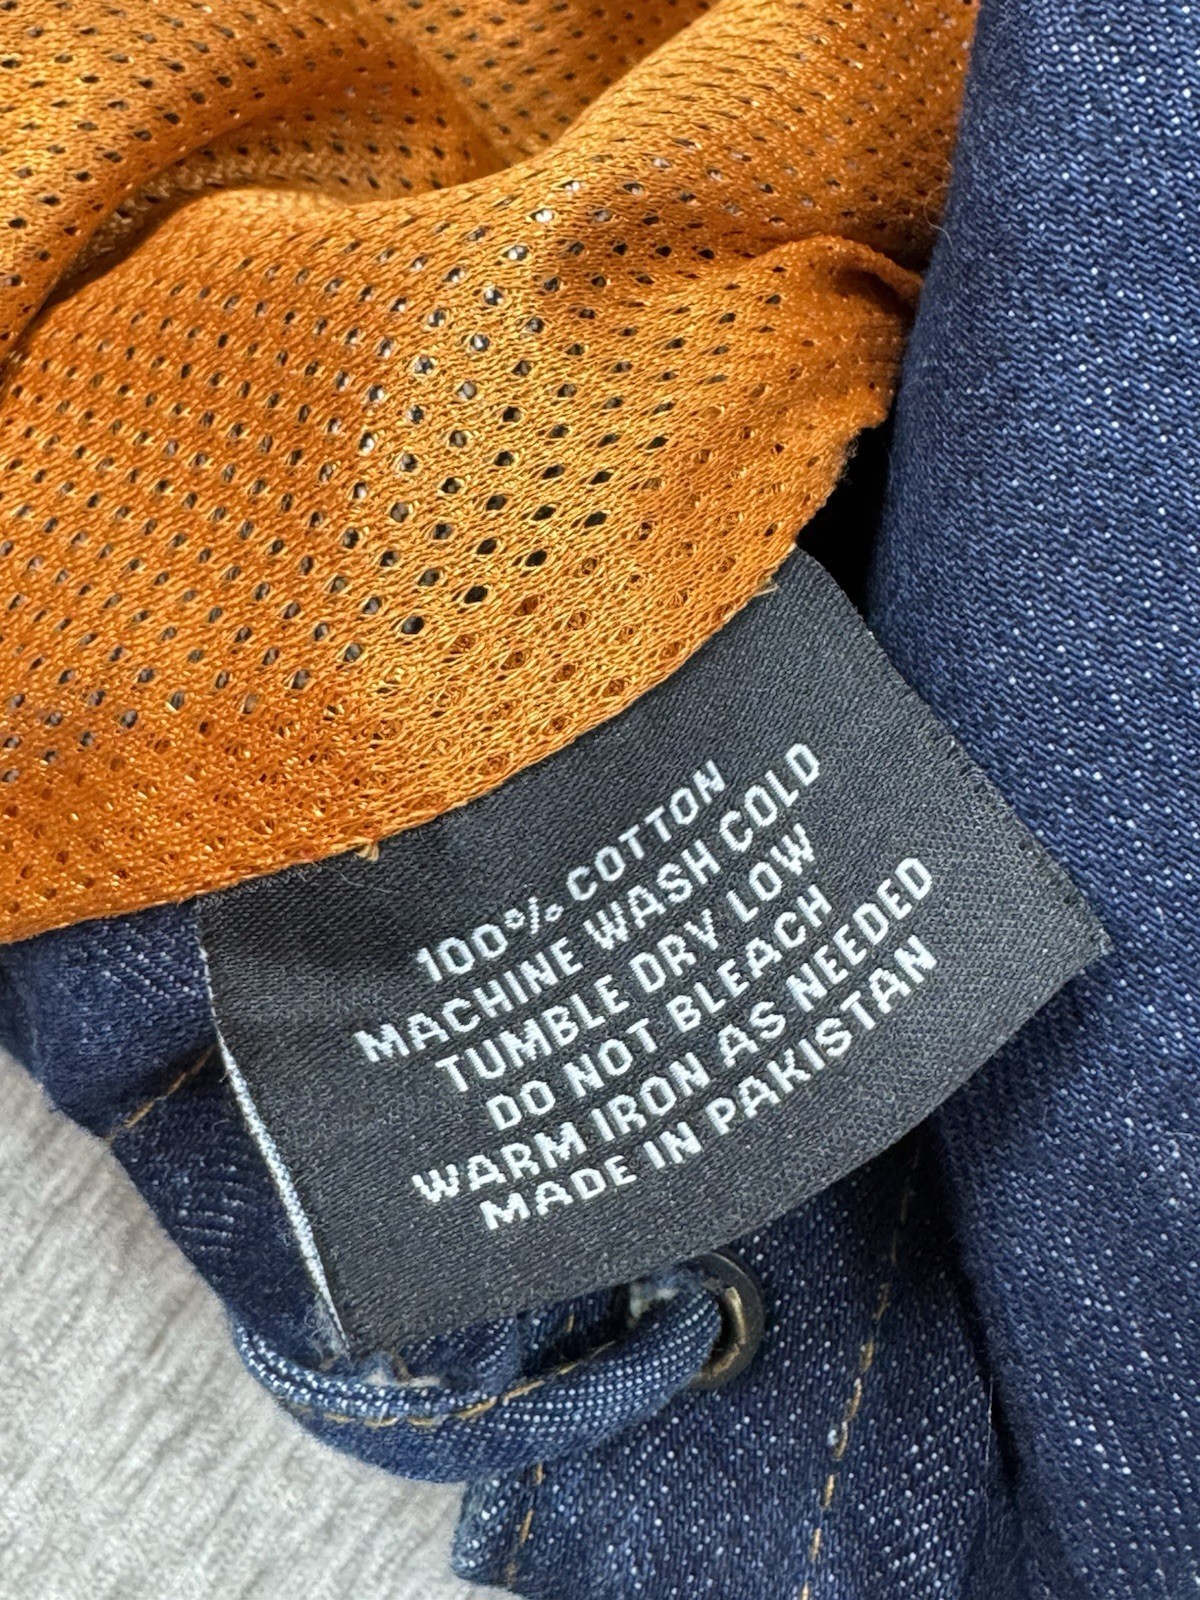 100% COTTON
MACHINE WASH COLD
TUMBLE DRY LOW
DO NOT BLEACH
WARM IRON AS NEEDED
MADE IN PAKISTAN